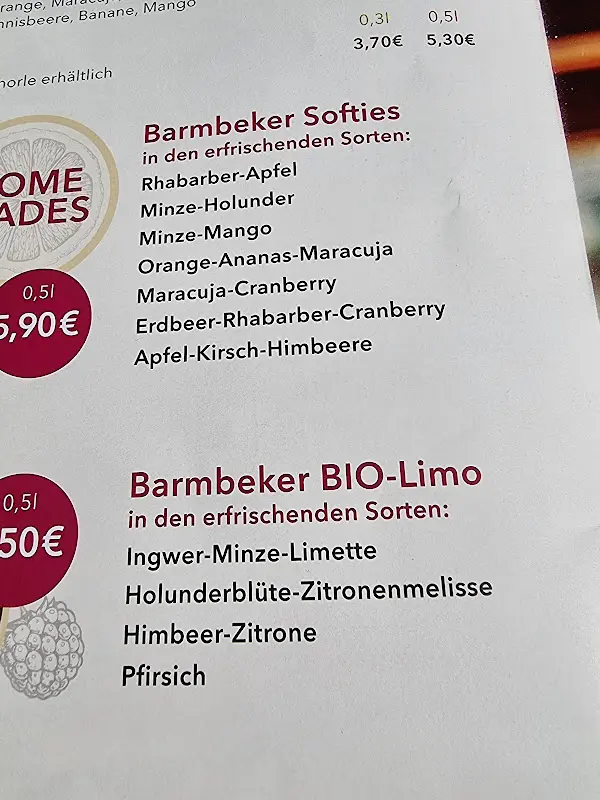 Banane, Mango
0,3l 0,5l
3,70€ 5,30€
erhältlich
Barmbeker Softies
in den erfrischenden Sorten:
Rhabarber-Apfel
Minze-Holunder
Minze-Mango
Orange-Ananas-Maracuja
Maracuja-Cranberry
Erdbeer-Rhabarber-Cranberry
Apfel-Kirsch-Himbeere
OME
ADES
0,5l
5,90€
Barmbeker BIO-Limo
in den erfrischenden Sorten:
Ingwer-Minze-Limette
Holunderblüte-Zitronenmelisse
Himbeer-Zitrone
Pfirsich
0,5l
50€